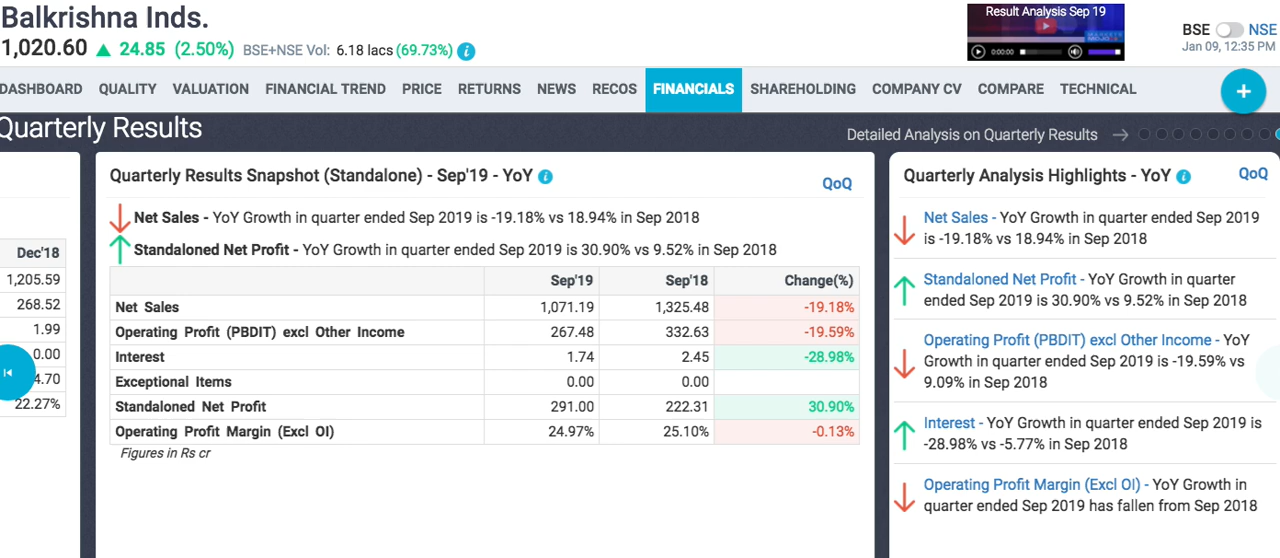 Balkrishna Inds.
1,020.60 ▲ 24.85 (2.50%) BSE+NSE Vol: 6.18 lacs (69.73%) i
Result Analysis Sep 19
0:00:00
BSE NSE
Jan 09, 12:35 PM
DASHBOARD QUALITY VALUATION FINANCIAL TREND PRICE RETURNS NEWS RECOS FINANCIALS SHAREHOLDING COMPANY CV COMPARE TECHNICAL +
Quarterly Results
Detailed Analysis on Quarterly Results →
Dec'18
1,205.59
268.52
1.99
0.00
4.70
22.27%
Quarterly Results Snapshot (Standalone) - Sep'19 - YoY i
QoQ
Net Sales - YoY Growth in quarter ended Sep 2019 is -19.18% vs 18.94% in Sep 2018
Standaloned Net Profit - YoY Growth in quarter ended Sep 2019 is 30.90% vs 9.52% in Sep 2018
Sep'19 Sep'18 Change(%)
Net Sales 1,071.19 1,325.48 -19.18%
Operating Profit (PBDIT) excl Other Income 267.48 332.63 -19.59%
Interest 1.74 2.45 -28.98%
Exceptional Items 0.00 0.00
Standaloned Net Profit 291.00 222.31 30.90%
Operating Profit Margin (Excl OI) 24.97% 25.10% -0.13%
Figures in Rs cr
Quarterly Analysis Highlights - YoY i QoQ
Net Sales - YoY Growth in quarter ended Sep 2019
is -19.18% vs 18.94% in Sep 2018
Standaloned Net Profit - YoY Growth in quarter
ended Sep 2019 is 30.90% vs 9.52% in Sep 2018
Operating Profit (PBDIT) excl Other Income - YoY
Growth in quarter ended Sep 2019 is -19.59% vs
9.09% in Sep 2018
Interest - YoY Growth in quarter ended Sep 2019 is
-28.98% vs -5.77% in Sep 2018
Operating Profit Margin (Excl OI) - YoY Growth in
quarter ended Sep 2019 has fallen from Sep 2018